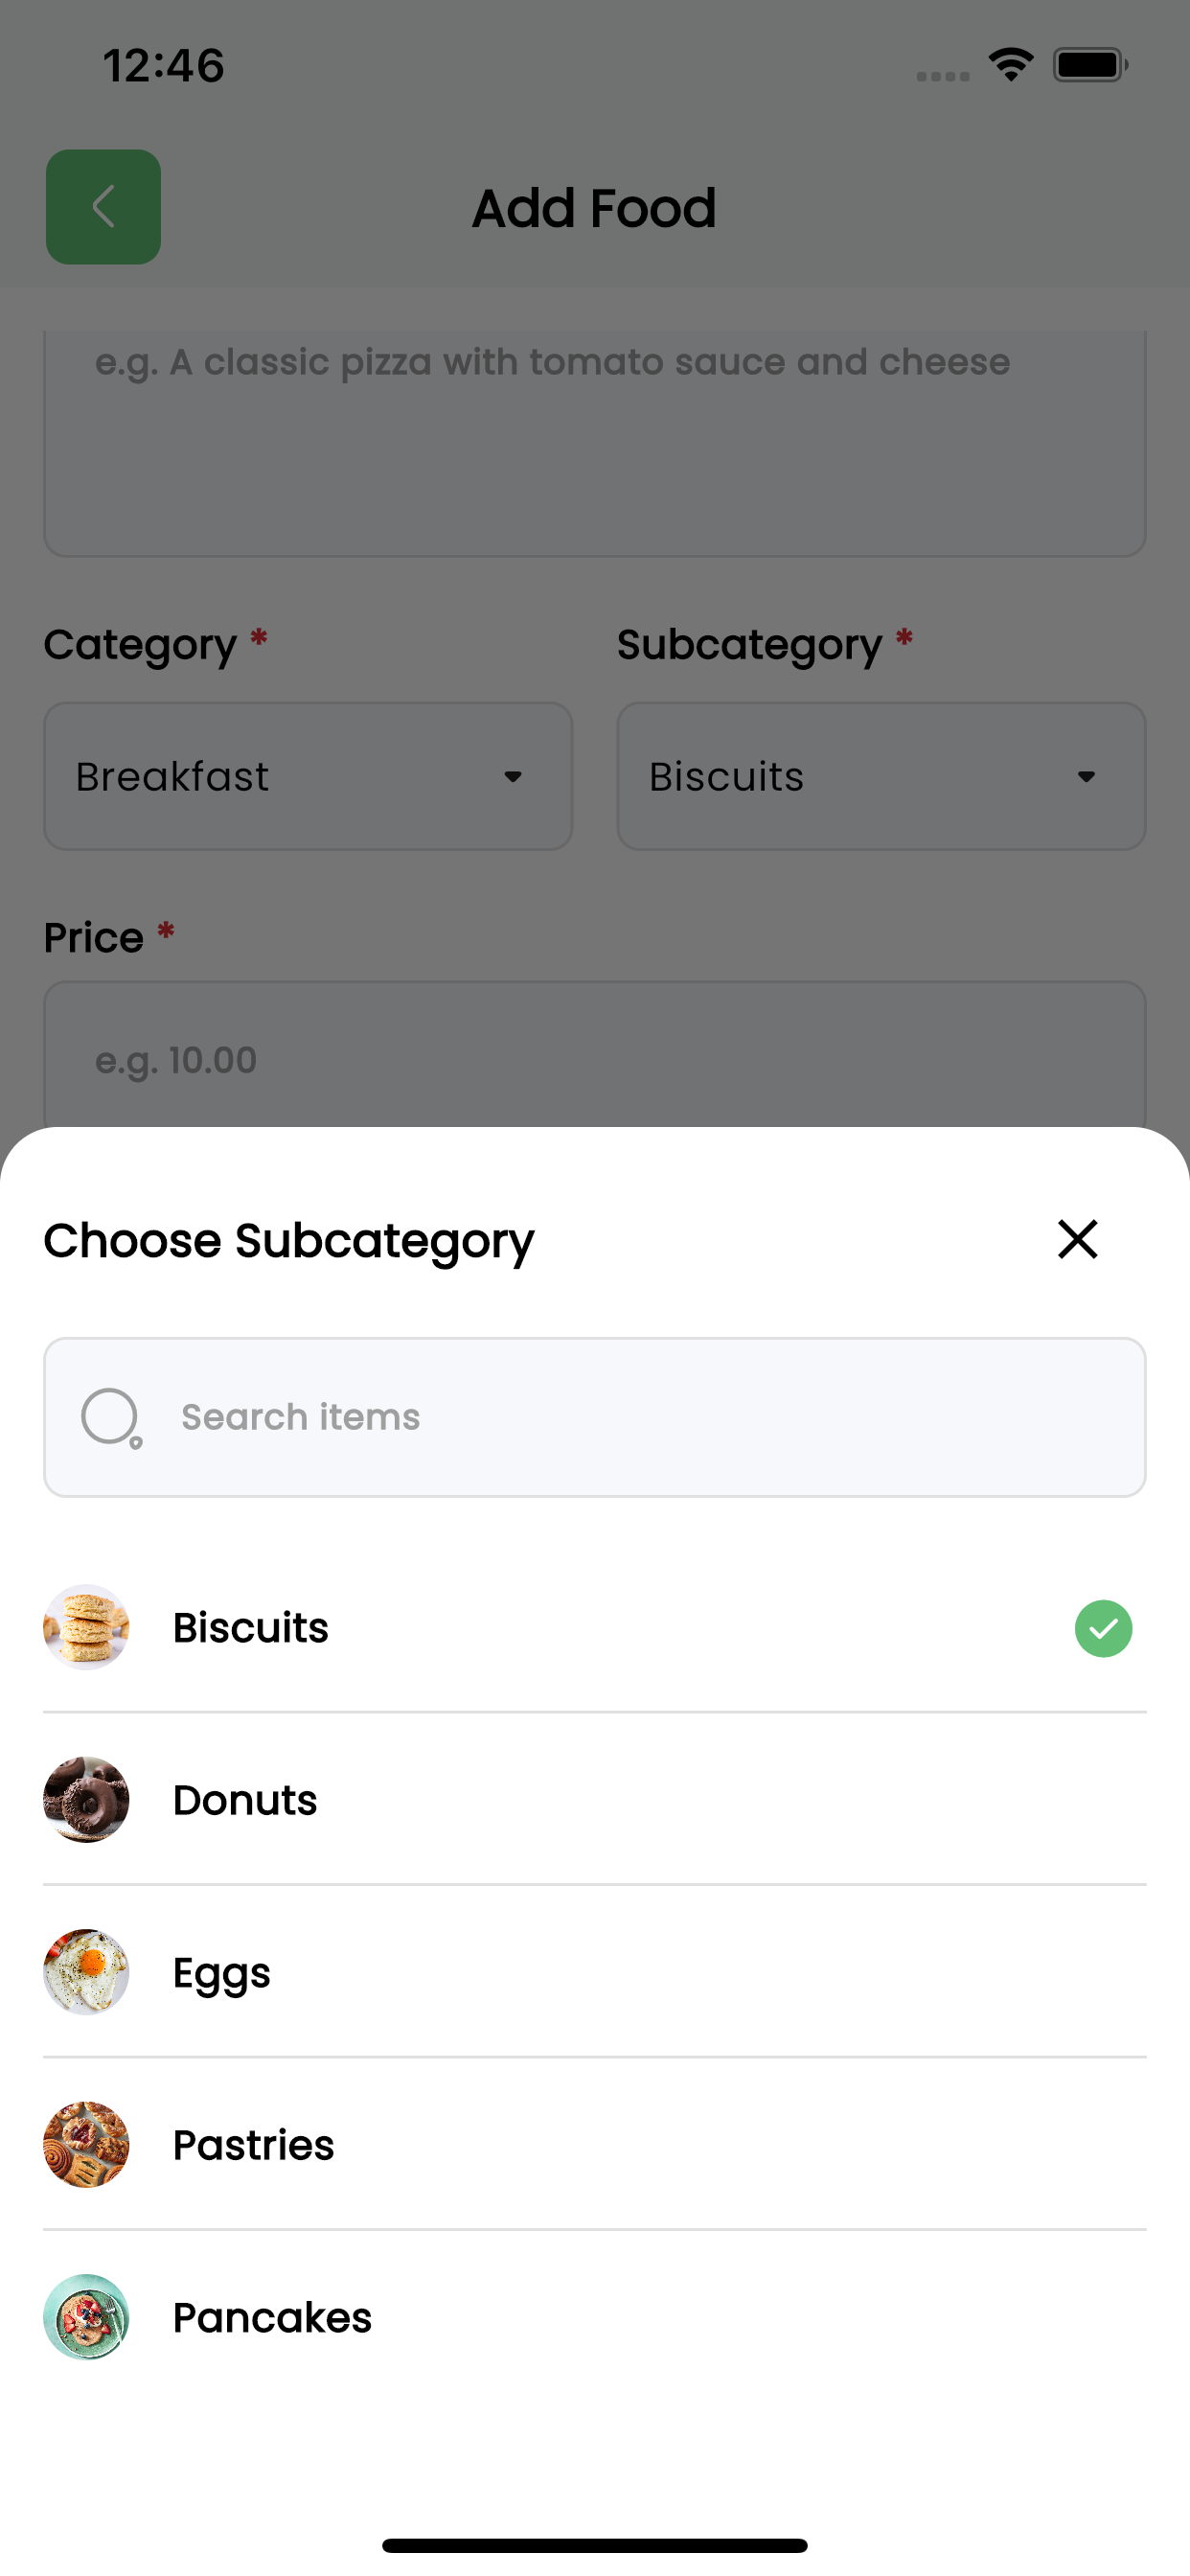 12:46
Add Food
e.g. A classic pizza with tomato sauce and cheese
Category * Subcategory *
Breakfast Biscuits
Price *
e.g. 10.00
Choose Subcategory
Search items
Biscuits
Donuts
Eggs
Pastries
Pancakes